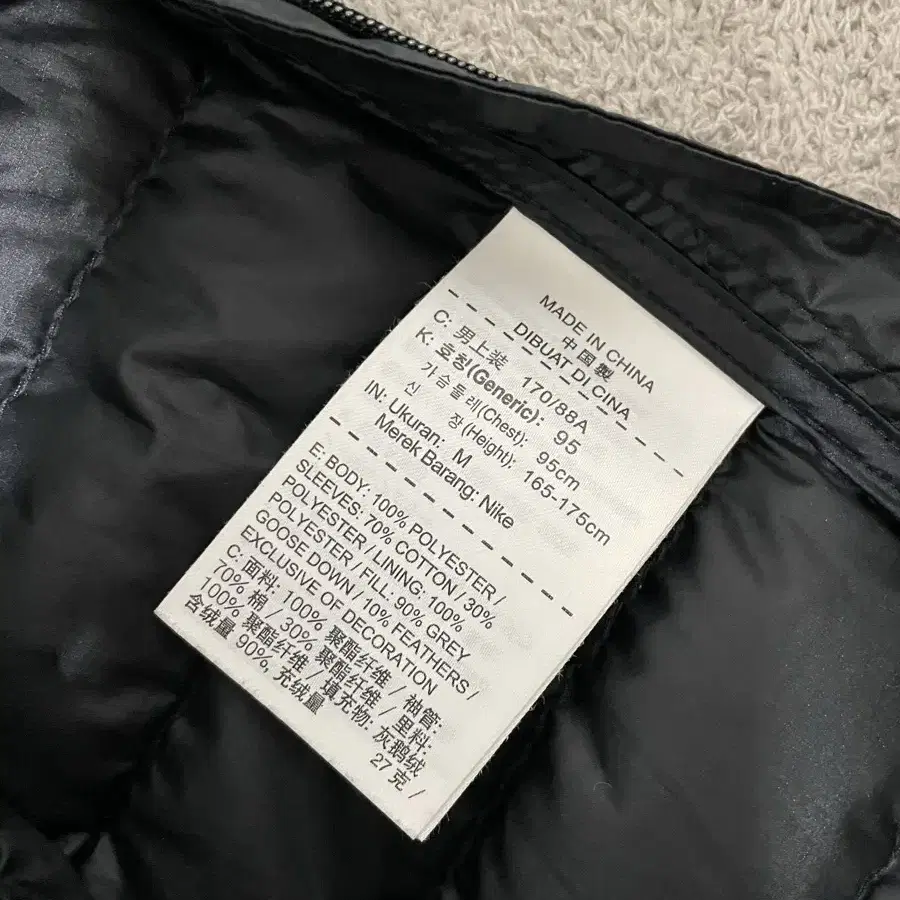 MADE IN CHINA
中国製
DIBUAT DI CINA
C: 男上装 170/88A
K: 호칭(Generic): 95
가슴둘레(Chest): 95cm
신 장(Height): 165-175cm
IN: Ukuran: M
Merek Barang: Nike
E: BODY: 100% POLYESTER /
SLEEVES: 70% COTTON / 30%
POLYESTER / LINING: 100%
POLYESTER / FILL: 90% GREY
GOOSE DOWN / 10% FEATHERS /
EXCLUSIVE OF DECORATION
C: 面料: 100% 聚酯纤维 / 袖管:
70% 棉 / 30% 聚酯纤维 / 里料:
100% 聚酯纤维 / 填充物: 灰鹅绒
含绒量 90%, 充绒量 27克 /